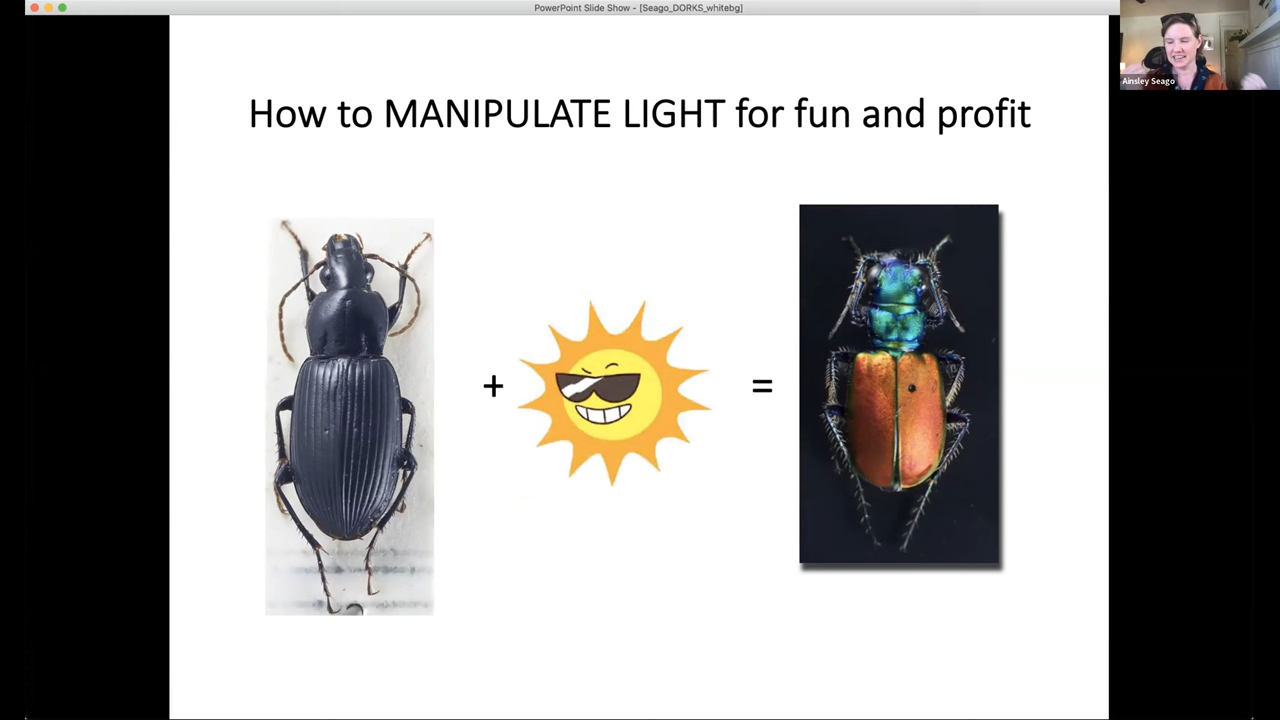 PowerPoint Slide Show - [Seago_DORKS_whitebg]
Ainsley Seago
How to MANIPULATE LIGHT for fun and profit
+ =